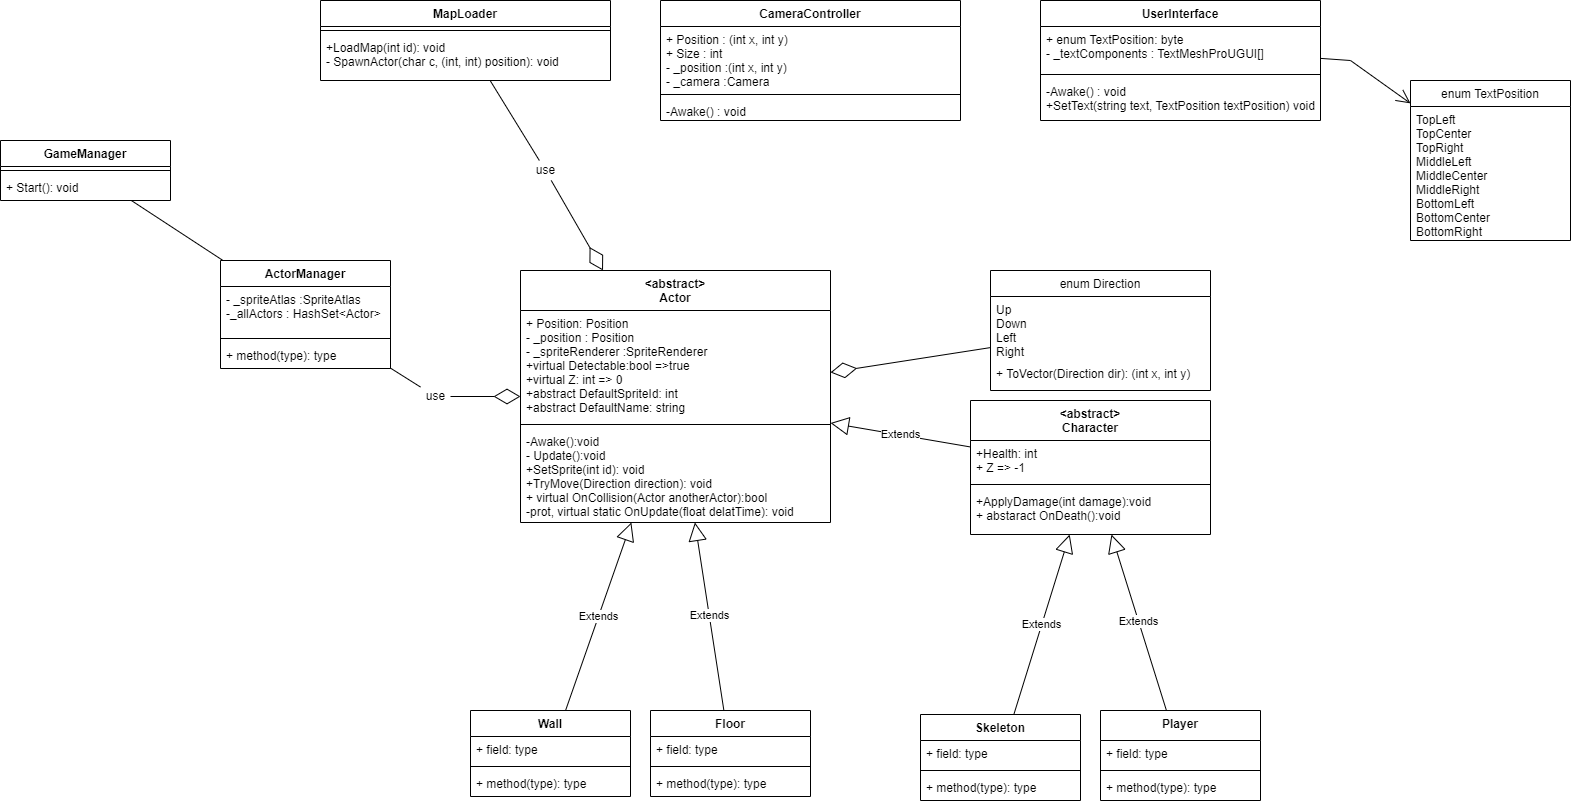 MapLoader
+LoadMap(int id): void
- SpawnActor(char c, (int, int) position): void
CameraController
+ Position : (int x, int y)
+ Size : int
- _position :(int x, int y)
- _camera :Camera
-Awake() : void
UserInterface
+ enum TextPosition: byte
- _textComponents : TextMeshProUGUI[]
-Awake() : void
+SetText(string text, TextPosition textPosition) void
enum TextPosition
TopLeft
TopCenter
TopRight
MiddleLeft
MiddleCenter
MiddleRight
BottomLeft
BottomCenter
BottomRight
GameManager
+ Start(): void
use
ActorManager
- _spriteAtlas :SpriteAtlas
-_allActors : HashSet<Actor>
+ method(type): type
use
<abstract>
Actor
+ Position: Position
- _position : Position
- _spriteRenderer :SpriteRenderer
+virtual Detectable:bool =>true
+virtual Z: int => 0
+abstract DefaultSpriteId: int
+abstract DefaultName: string
-Awake():void
- Update():void
+SetSprite(int id): void
+TryMove(Direction direction): void
+ virtual OnCollision(Actor anotherActor):bool
-prot, virtual static OnUpdate(float delatTime): void
enum Direction
Up
Down
Left
Right
+ ToVector(Direction dir): (int x, int y)
Extends
<abstract>
Character
+Health: int
+ Z => -1
+ApplyDamage(int damage):void
+ abstaract OnDeath():void
Extends
Extends
Extends
Extends
Wall
+ field: type
+ method(type): type
Floor
+ field: type
+ method(type): type
Skeleton
+ field: type
+ method(type): type
Player
+ field: type
+ method(type): type